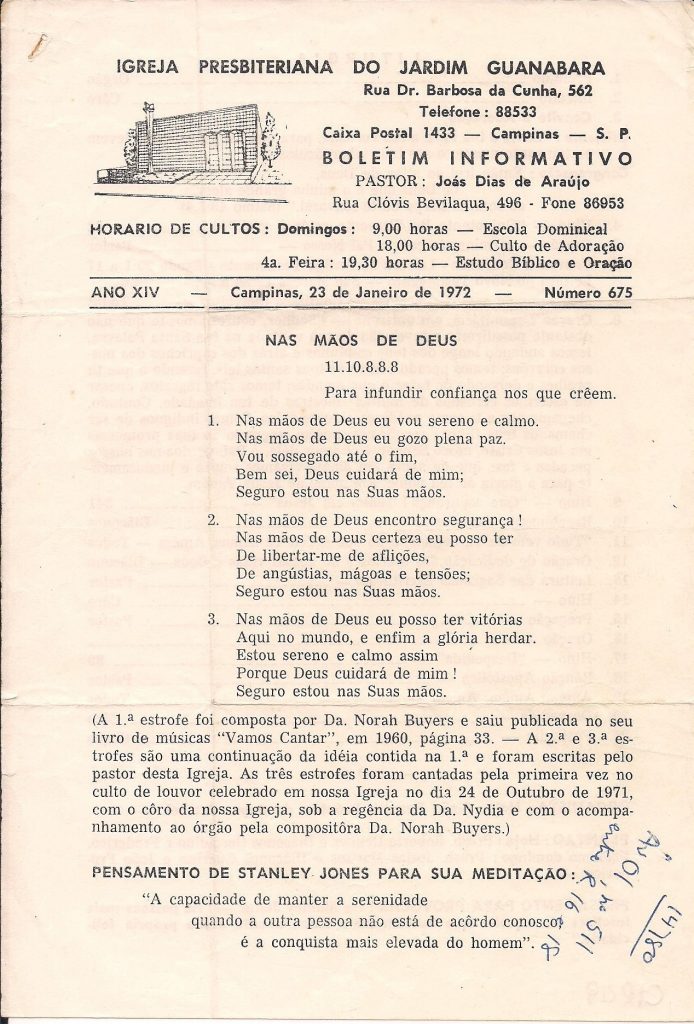 IGREJA PRESBITERIANA DO JARDIM GUANABARA
Rua Dr. Barbosa da Cunha, 562
Telefone : 88533
Caixa Postal 1433 — Campinas — S. P.
BOLETIM INFORMATIVO
PASTOR : Joás Dias de Araújo
Rua Clóvis Bevilaqua, 496 - Fone 86953
HORARIO DE CULTOS : Domingos : 9,00 horas — Escola Dominical
18,00 horas — Culto de Adoração
4a. Feira : 19,30 horas — Estudo Bíblico e Oração
ANO XIV — Campinas, 23 de Janeiro de 1972 — Número 675
NAS MÃOS DE DEUS
11.10.8.8.8
Para infundir confiança nos que crêem.
1. Nas mãos de Deus eu vou sereno e calmo.
Nas mãos de Deus eu gozo plena paz.
Vou sossegado até o fim,
Bem sei, Deus cuidará de mim;
Seguro estou nas Suas mãos.
2. Nas mãos de Deus encontro segurança !
Nas mãos de Deus certeza eu posso ter
De libertar-me de aflições,
De angústias, mágoas e tensões;
Seguro estou nas Suas mãos.
3. Nas mãos de Deus eu posso ter vitórias
Aqui no mundo, e enfim a glória herdar.
Estou sereno e calmo assim
Porque Deus cuidará de mim !
Seguro estou nas Suas mãos.
(A 1.ª estrofe foi composta por Da. Norah Buyers e saiu publicada no seu
livro de músicas “Vamos Cantar”, em 1960, página 33. — A 2.ª e 3.ª es-
trofes são uma continuação da idéia contida na 1.ª e foram escritas pelo
pastor desta Igreja. As três estrofes foram cantadas pela primeira vez no
culto de louvor celebrado em nossa Igreja no dia 24 de Outubro de 1971,
com o côro da nossa Igreja, sob a regência da Da. Nydia e com o acompa-
nhamento ao órgão pela compositôra Da. Norah Buyers.)
PENSAMENTO DE STANLEY JONES PARA SUA MEDITAÇÃO :
“A capacidade de manter a serenidade
quando a outra pessoa não está de acôrdo conosco,
é a conquista mais elevada do homem”.
Av 01 nº 511
entre R. 16 e 18
14/80